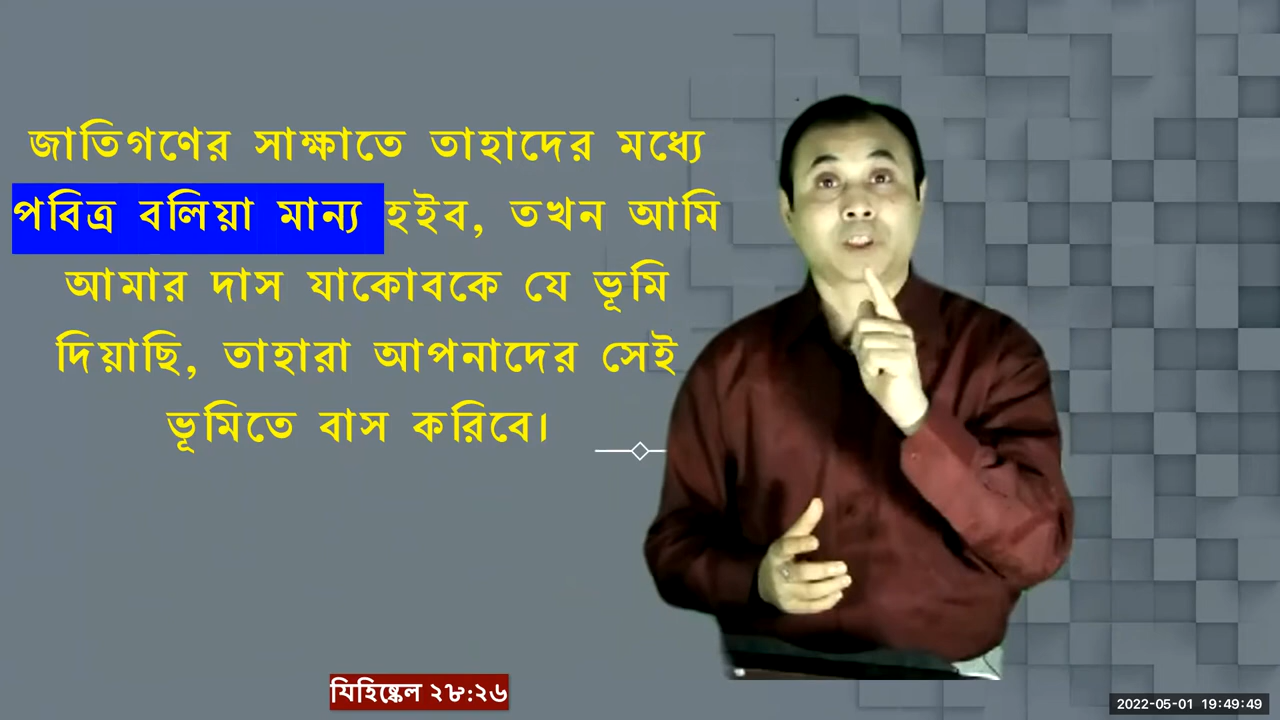 জাতিগণের সাক্ষাতে তাহাদের মধ্যে
পবিত্র বলিয়া মান্য হইব, তখন আমি
আমার দাস যাকোবকে যে ভূমি
দিয়াছি, তাহারা আপনাদের সেই
ভূমিতে বাস করিবে।
যিহিষ্কেল ২৮:২৬
2022-05-01 19:49:49